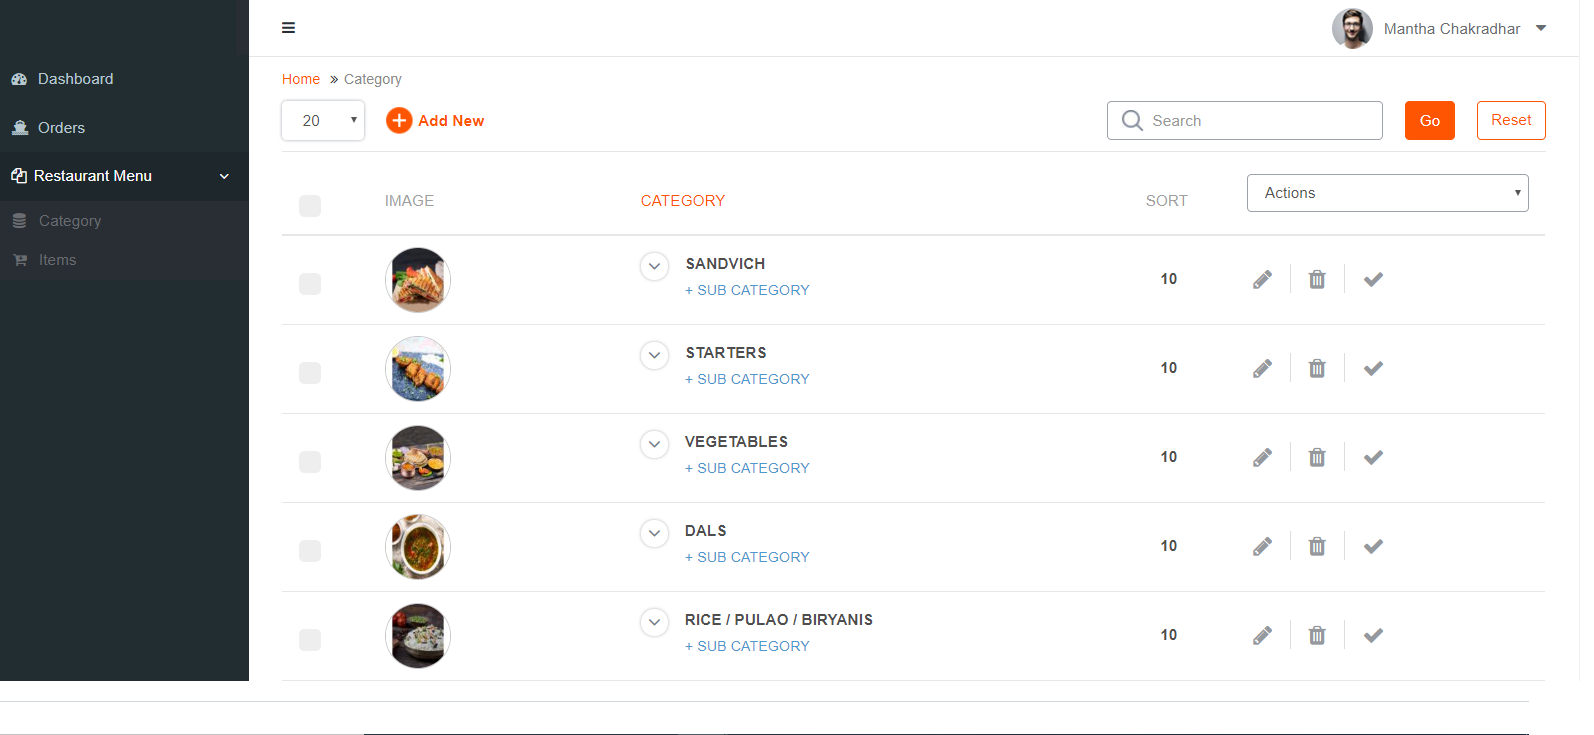 Mantha Chakradhar
Dashboard
Orders
Restaurant Menu
Category
Items
Home » Category
20
Add New
Search
Go
Reset
IMAGE CATEGORY SORT Actions
SANDVICH
+ SUB CATEGORY
10
STARTERS
+ SUB CATEGORY
10
VEGETABLES
+ SUB CATEGORY
10
DALS
+ SUB CATEGORY
10
RICE / PULAO / BIRYANIS
+ SUB CATEGORY
10